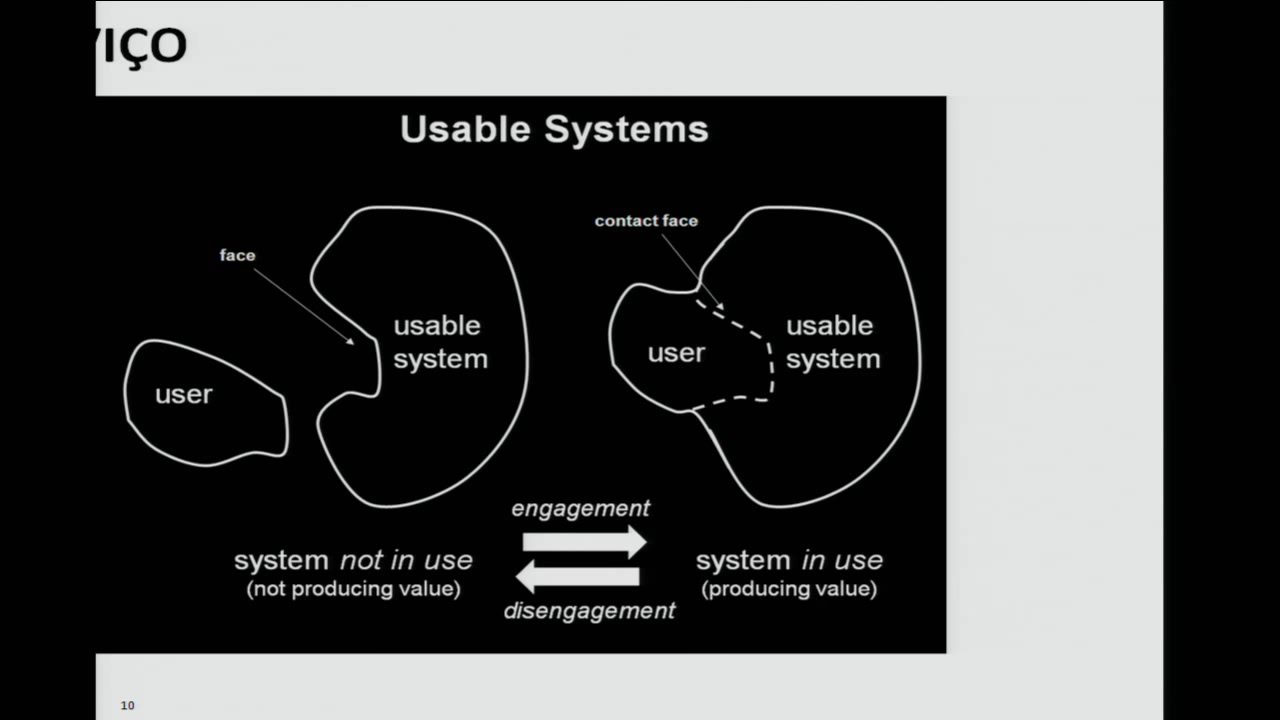 VIÇO
Usable Systems
contact face
face
usable
system
user
user
usable
system
engagement
system not in use
(not producing value)
system in use
(producing value)
disengagement
10